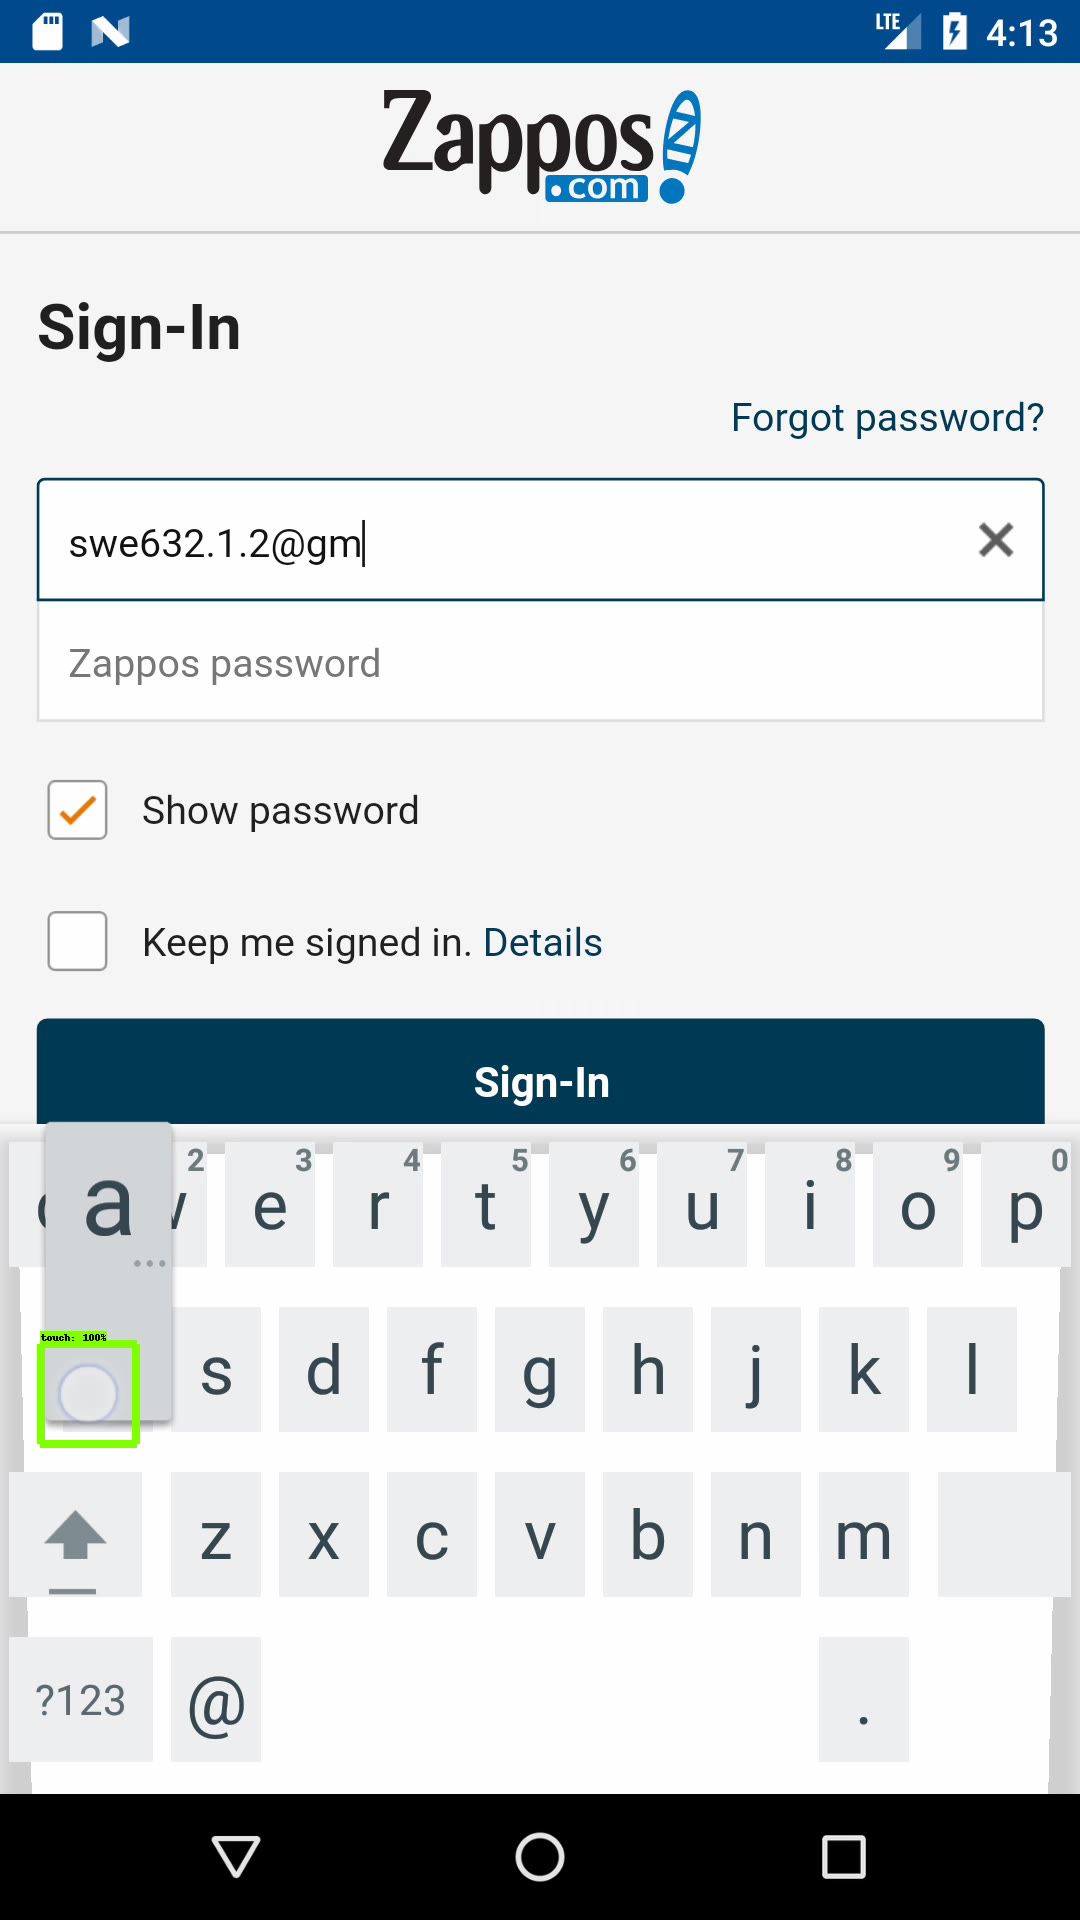 LTE 4:13
Zappos
.com
Sign-In
Forgot password?
swe632.1.2@gm
Zappos password
Show password
Keep me signed in. Details
Sign-In
2 3 4 5 6 7 8 9 0
e r t y u i o p
a
...
touch: 100%
s d f g h j k l
z x c v b n m
?123 @ .